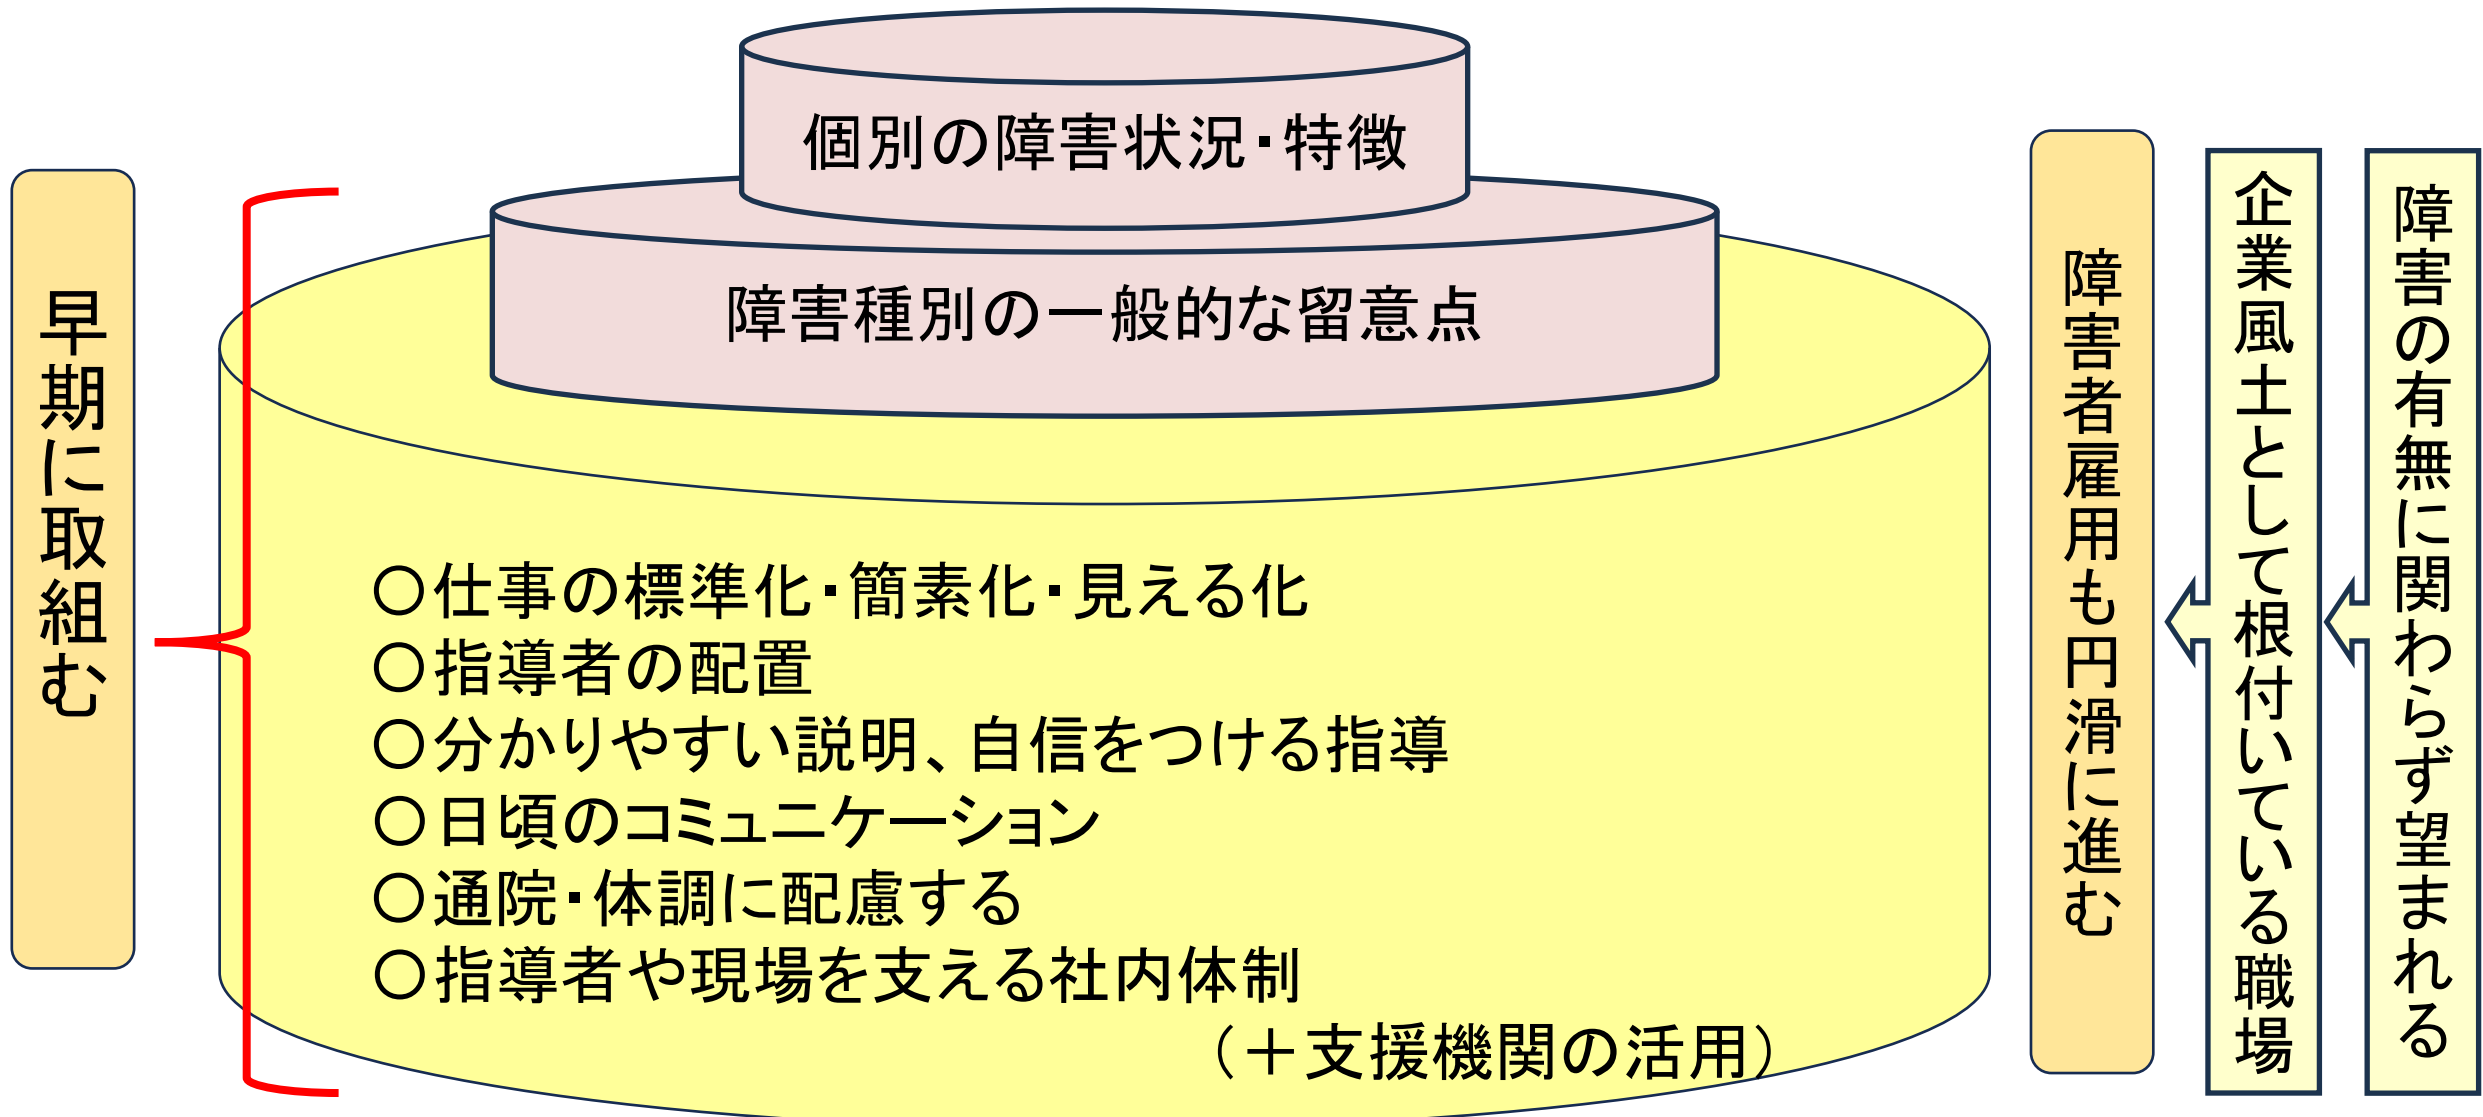 個別の障害状況・特徴
障害種別の一般的な留意点
早期に取組む
〇仕事の標準化・簡素化・見える化
〇指導者の配置
〇分かりやすい説明、自信をつける指導
〇日頃のコミュニケーション
〇通院・体調に配慮する
〇指導者や現場を支える社内体制
（＋支援機関の活用）
障害者雇用も円滑に進む
企業風土として根付いている職場
障害の有無に関わらず望まれる